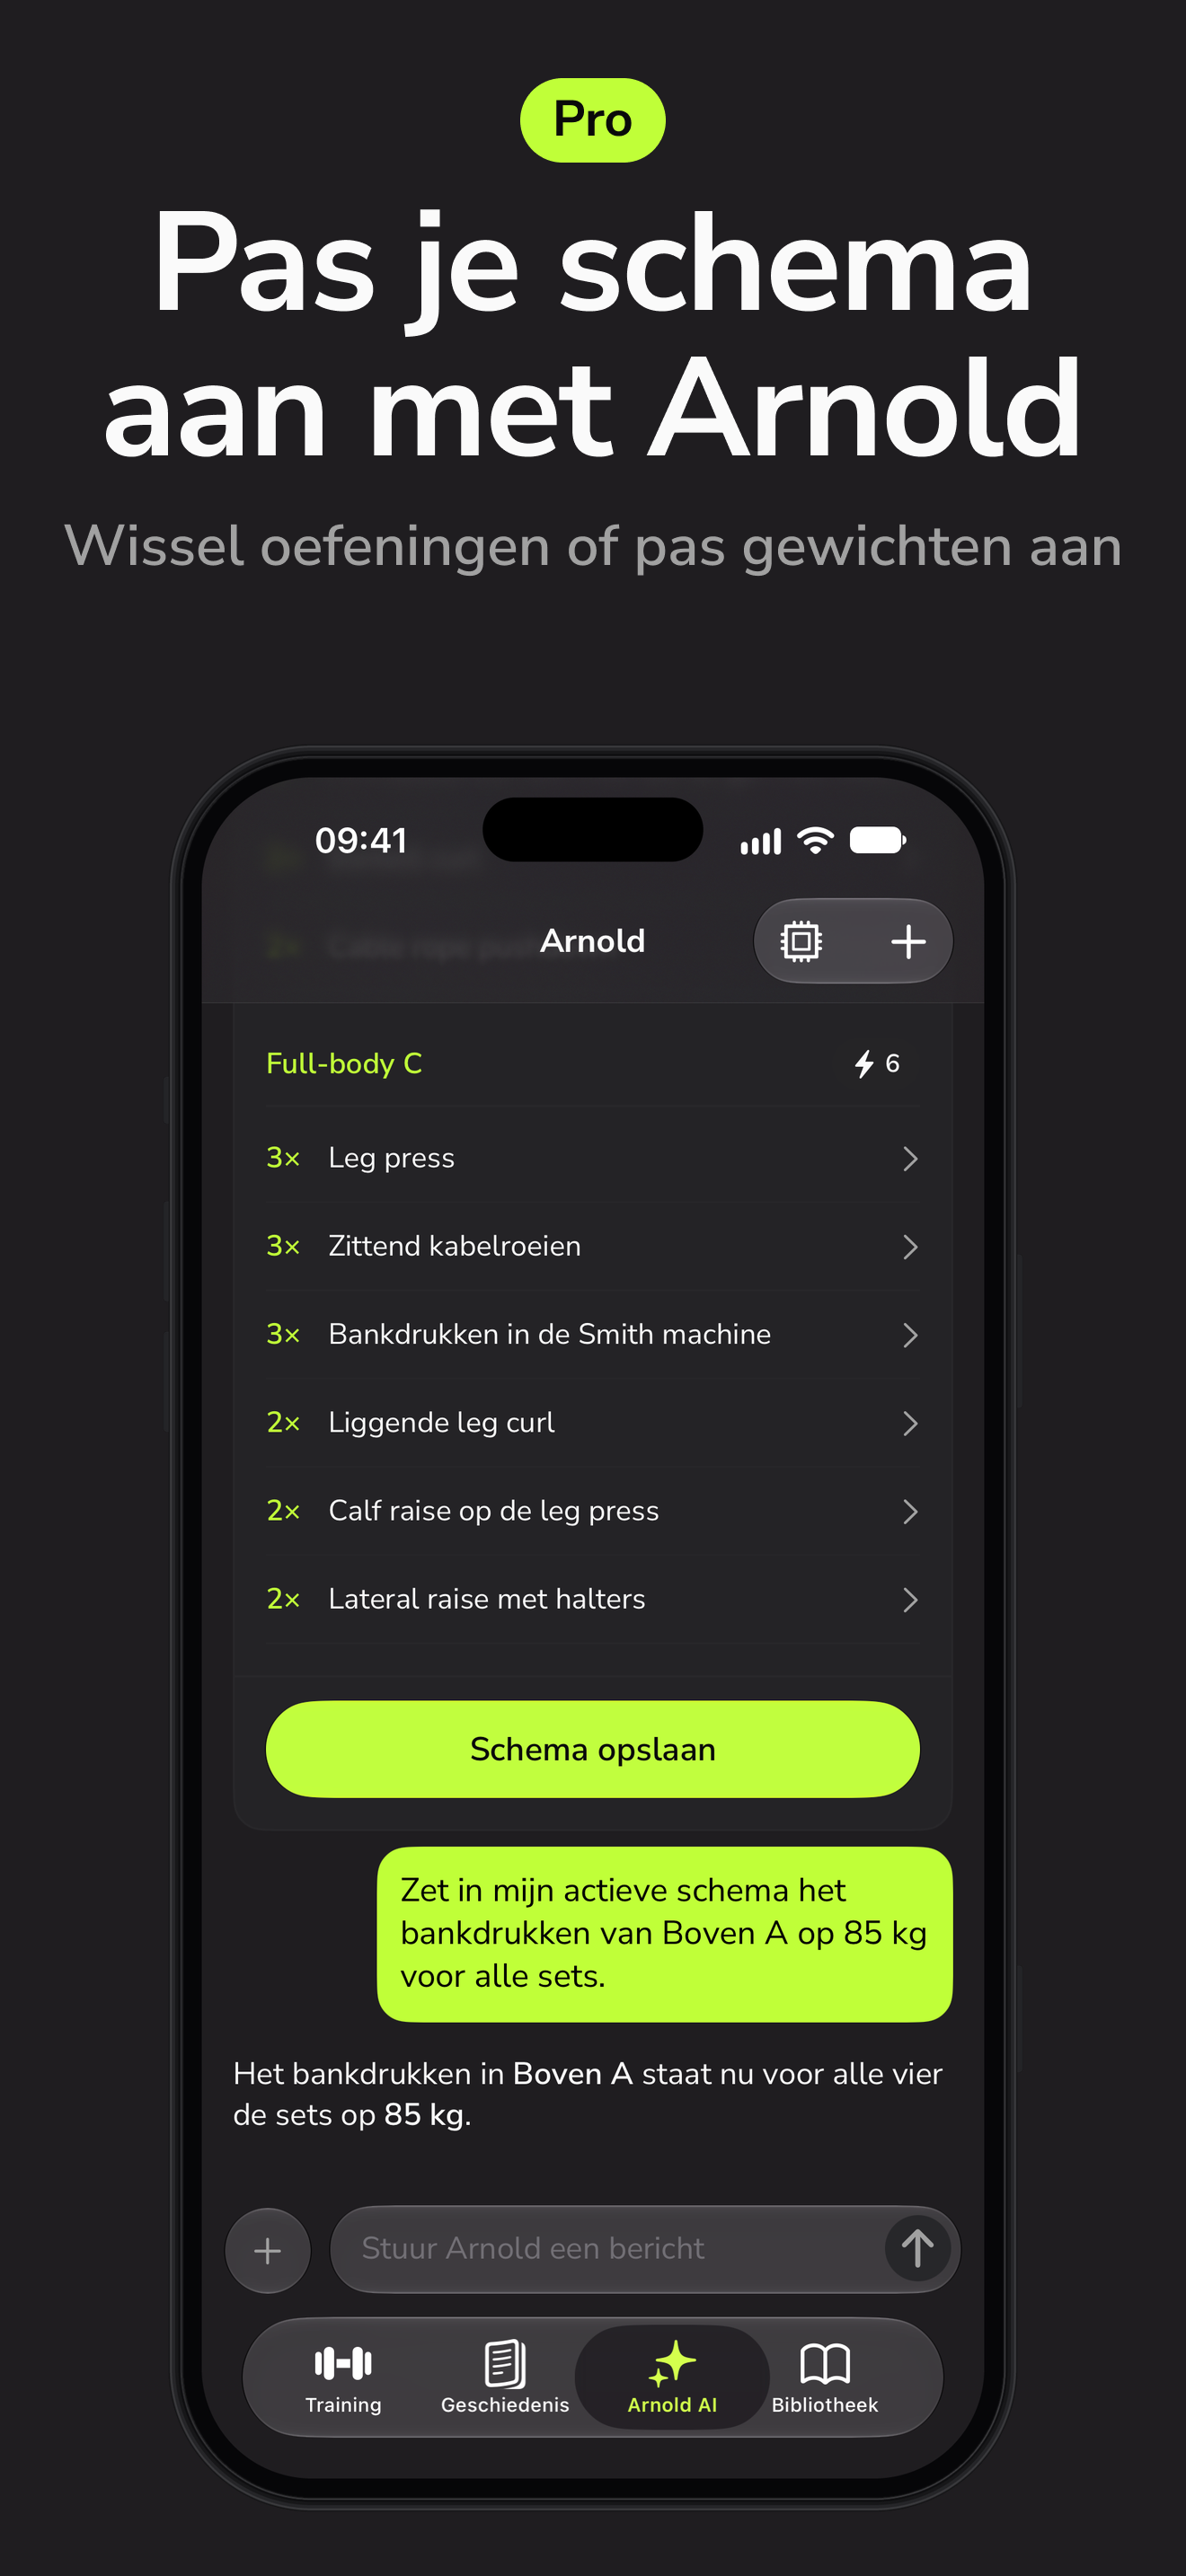 Pro
Pas je schema
aan met Arnold
Wissel oefeningen of pas gewichten aan
09:41
Arnold
Full-body C
6
3× Leg press
3× Zittend kabelroeien
3× Bankdrukken in de Smith machine
2× Liggende leg curl
2× Calf raise op de leg press
2× Lateral raise met halters
Schema opslaan
Zet in mijn actieve schema het
bankdrukken van Boven A op 85 kg
voor alle sets.
Het bankdrukken in Boven A staat nu voor alle vier
de sets op 85 kg.
Stuur Arnold een bericht
Training Geschiedenis Arnold AI Bibliotheek